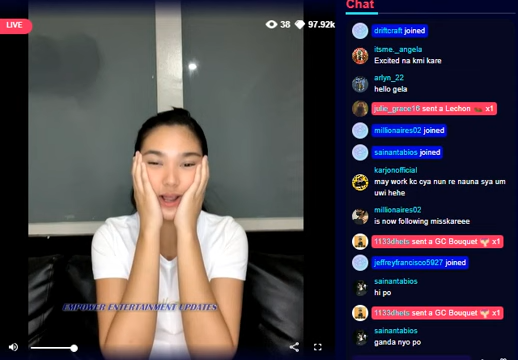 LIVE
38
97.92k
EMPOWER ENTERTAINMENT UPDATES
Chat
driftcraft joined
itsme._angela
Excited na kmi kare
arlyn_22
hello gela
julie_grace16 sent a Lechon x1
millionaires02 joined
sainantabios joined
karjonofficial
may work kc cya nun re nauna sya um
uwi hehe
millionaires02
is now following misskareee
1133dhets sent a GC Bouquet x1
jeffreyfrancisco5927 joined
sainantabios
hi po
1133dhets sent a GC Bouquet x1
sainantabios
ganda nyo po